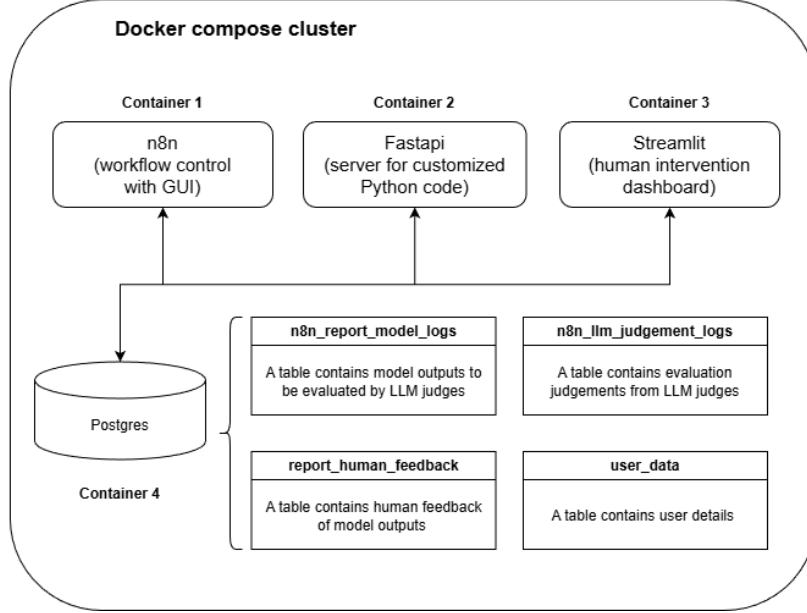 Docker compose cluster
Container 1
Container 2
Container 3
n8n
(workflow control
with GUI)
Fastapi
(server for customized
Python code)
Streamlit
(human intervention
dashboard)
Postgres
Container 4
n8n_report_model_logs
A table contains model outputs to
be evaluated by LLM judges
n8n_llm_judgement_logs
A table contains evaluation
judgements from LLM judges
report_human_feedback
A table contains human feedback
of model outputs
user_data
A table contains user details